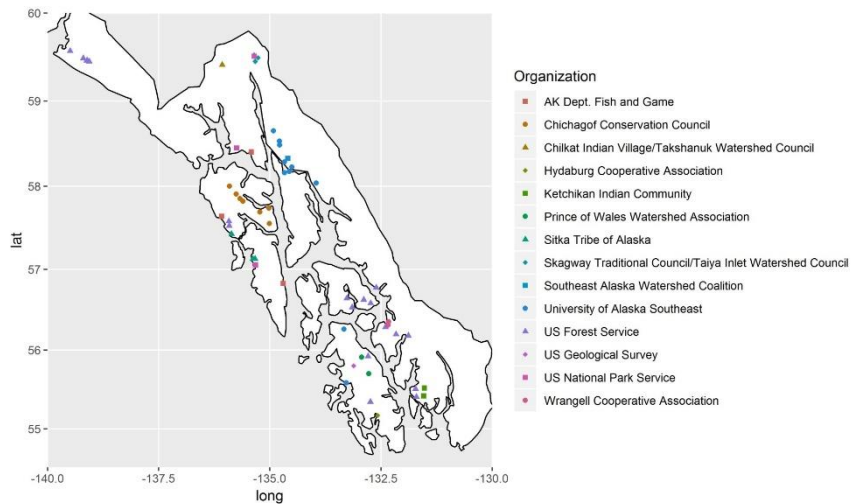 60
59
58
57
56
55
lat
-140.0
-137.5
-135.0
-132.5
-130.0
long
Organization
AK Dept. Fish and Game
Chichagof Conservation Council
Chilkat Indian Village/Takshanuk Watershed Council
Hydaburg Cooperative Association
Ketchikan Indian Community
Prince of Wales Watershed Association
Sitka Tribe of Alaska
Skagway Traditional Council/Taiya Inlet Watershed Council
Southeast Alaska Watershed Coalition
University of Alaska Southeast
US Forest Service
US Geological Survey
US National Park Service
Wrangell Cooperative Association